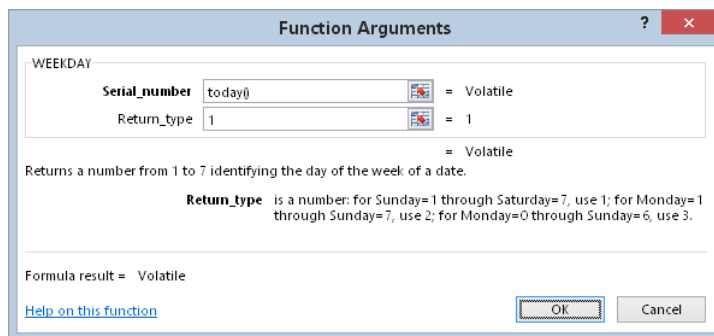 Function Arguments
?
×
WEEKDAY
Serial_number today() = Volatile
Return_type 1 = 1
= Volatile
Returns a number from 1 to 7 identifying the day of the week of a date.
Return_type is a number: for Sunday=1 through Saturday=7, use 1; for Monday=1
through Sunday=7, use 2; for Monday=0 through Sunday=6, use 3.
Formula result = Volatile
Help on this function
OK Cancel